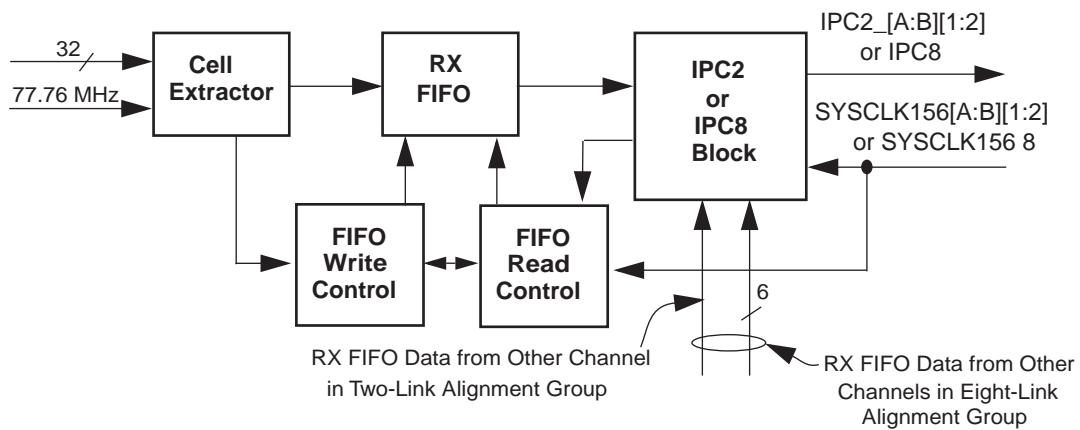 32
77.76 MHz
Cell
Extractor
RX
FIFO
IPC2
or
IPC8
Block
IPC2_[A:B][1:2]
or IPC8
SYSCLK156[A:B][1:2]
or SYSCLK156 8
FIFO
Write
Control
FIFO
Read
Control
6
RX FIFO Data from Other Channel
in Two-Link Alignment Group
RX FIFO Data from Other
Channels in Eight-Link
Alignment Group